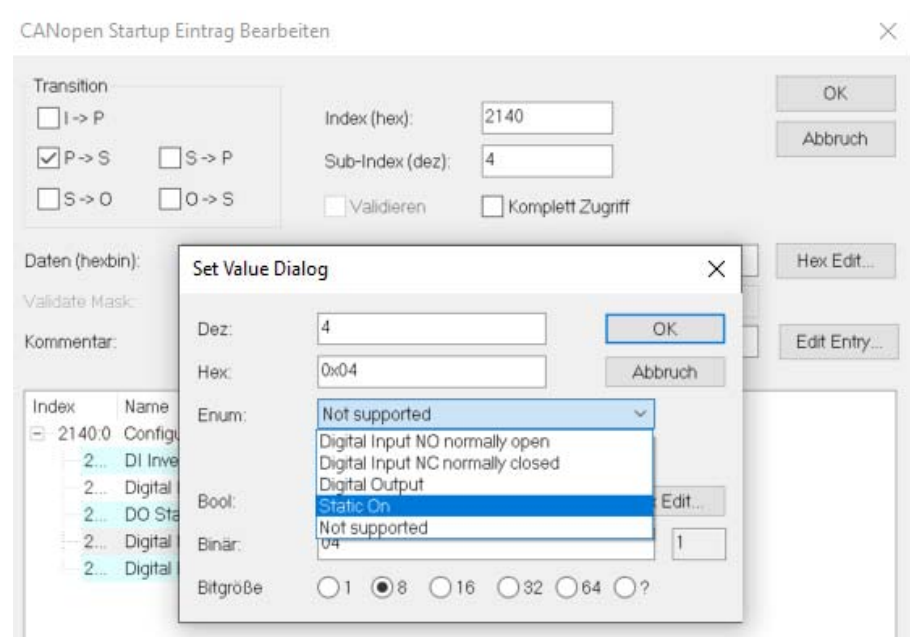 CANopen Startup Eintrag Bearbeiten
Transition
I -> P
P -> S
S -> P
S -> O
O -> S
Index (hex):
2140
Sub-Index (dez):
4
Validieren
Komplett Zugriff
OK
Abbruch
Daten (hexbin):
Hex Edit...
Validate Mask:
Kommentar:
Edit Entry...
Set Value Dialog
Dez:
4
OK
Hex:
0x04
Abbruch
Enum:
Not supported
Digital Input NO normally open
Digital Input NC normally closed
Digital Output
Static On
Not supported
Bool:
Edit...
Binär:
04
1
Bitgröße
1
8
16
32
64
?
Index Name
2140:0 Configu
2... DI Inve
2... Digital
2... DO Sta
2... Digital
2... Digital